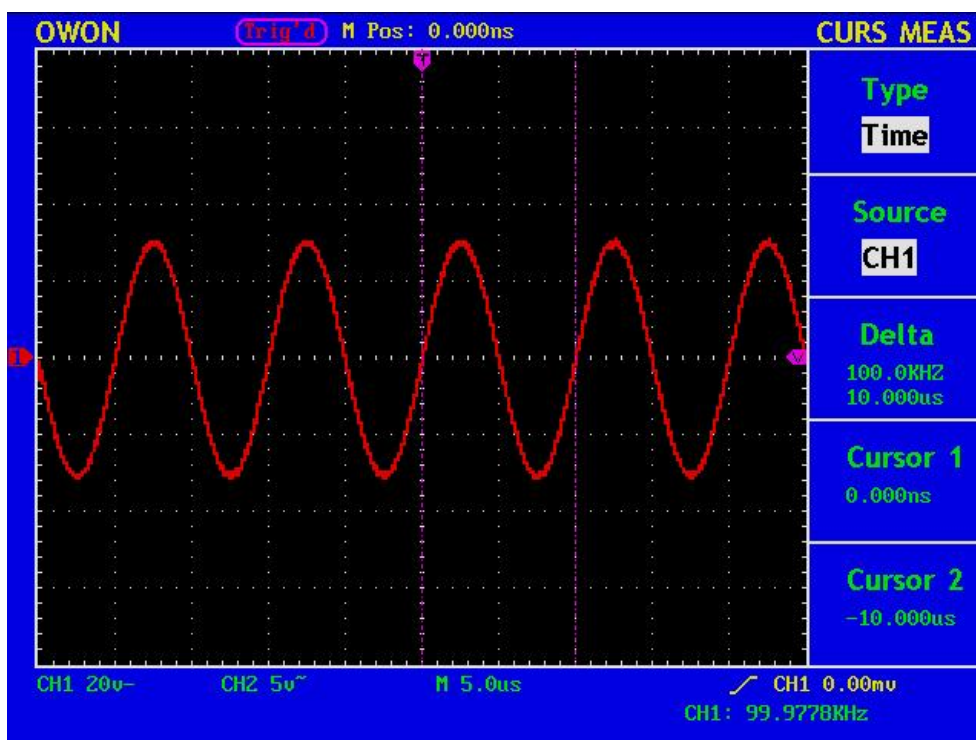 OWON Trig'd M Pos: 0.000ns CURS MEAS
T
Type
Time
Source
CH1
1
V
Delta
100.0KHZ
10.000us
Cursor 1
0.000ns
Cursor 2
-10.000us
CH1 20v- CH2 5v~ M 5.0us CH1 0.00mv
CH1: 99.9778KHz